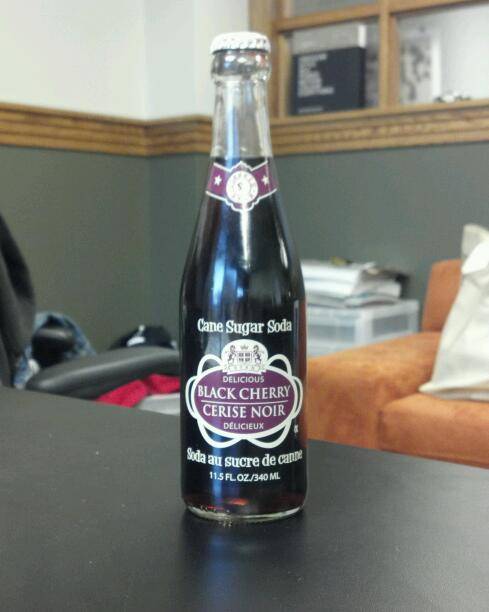 Cane Sugar Soda
DELICIOUS
BLACK CHERRY
CERISE NOIR
DÉLICIEUX
Soda au sucre de canne
11.5 FL. OZ./340 ML